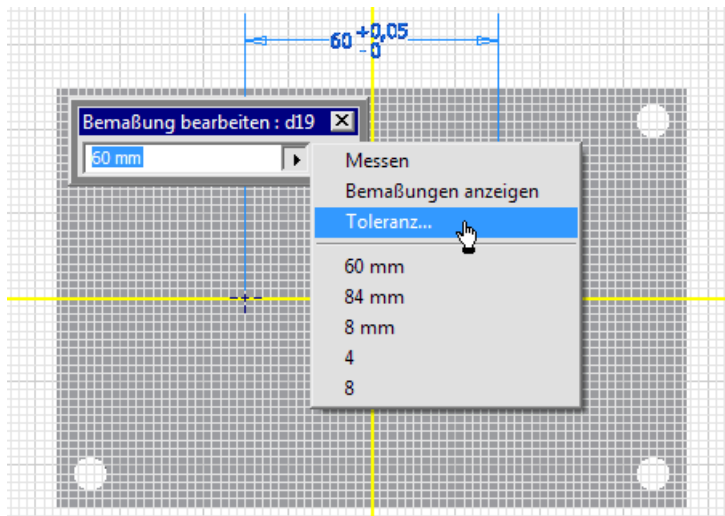 60 +0,05
-0
Bemaßung bearbeiten : d19
60 mm
Messen
Bemaßungen anzeigen
Toleranz...
60 mm
84 mm
8 mm
4
8